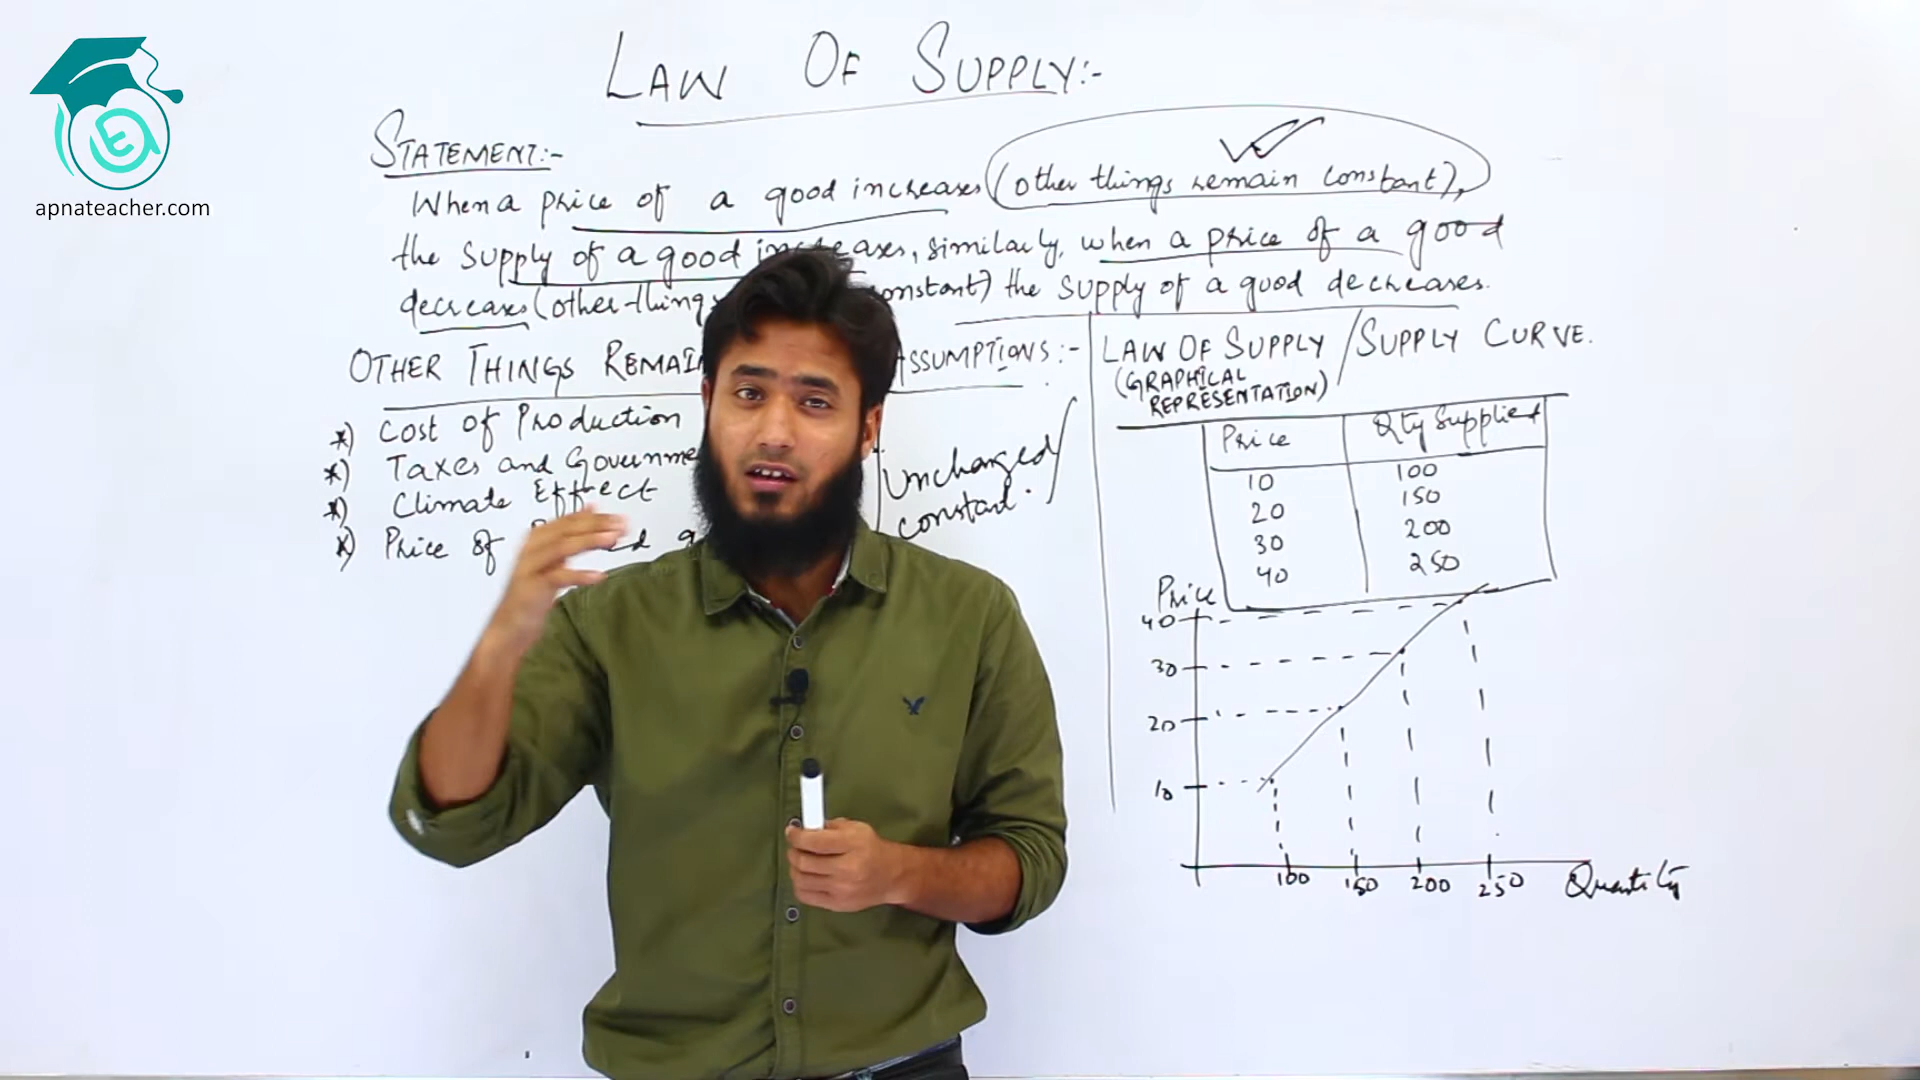 apnateacher.com
LAW OF SUPPLY:-
STATEMENT:-
When a price of a good increases (other things remain constant),
the supply of a good increases, similarly, when a price of a good
decreases (other things constant) the supply of a good decreases.
OTHER THINGS REMAIN ASSUMPTIONS:-
*) Cost of Production
*) Taxes and
*) Climate Effect
*) Price of
Unchanged
constant.
LAW OF SUPPLY / SUPPLY CURVE.
(GRAPHICAL
REPRESENTATION)
Price Qty Supplied
10 100
20 150
30 200
40 250
Price
40
30
20
10
100 150 200 250 Quantity